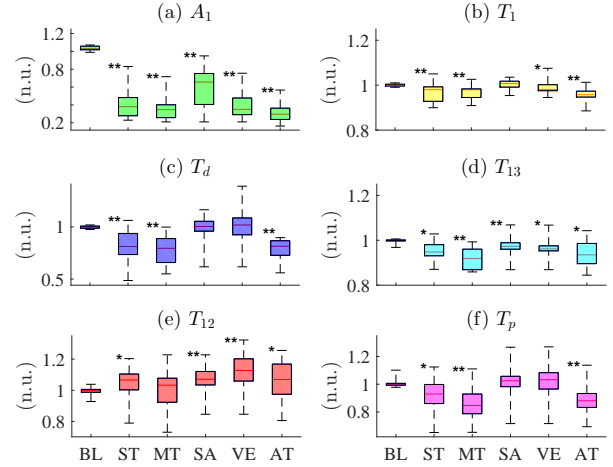 (a) A1
(b) T1
(n.u.)
1.2
0.6
0.2
** ** ** ** **
(n.u.)
1.2
1
0.8
** ** * **
(c) Td
(d) T13
(n.u.)
1
0.5
** ** **
(n.u.)
1.2
1
0.8
* ** ** * *
(e) T12
(f) Tp
(n.u.)
1.2
1
0.8
* ** ** *
(n.u.)
1.2
1
0.8
* ** **
BL ST MT SA VE AT
BL ST MT SA VE AT